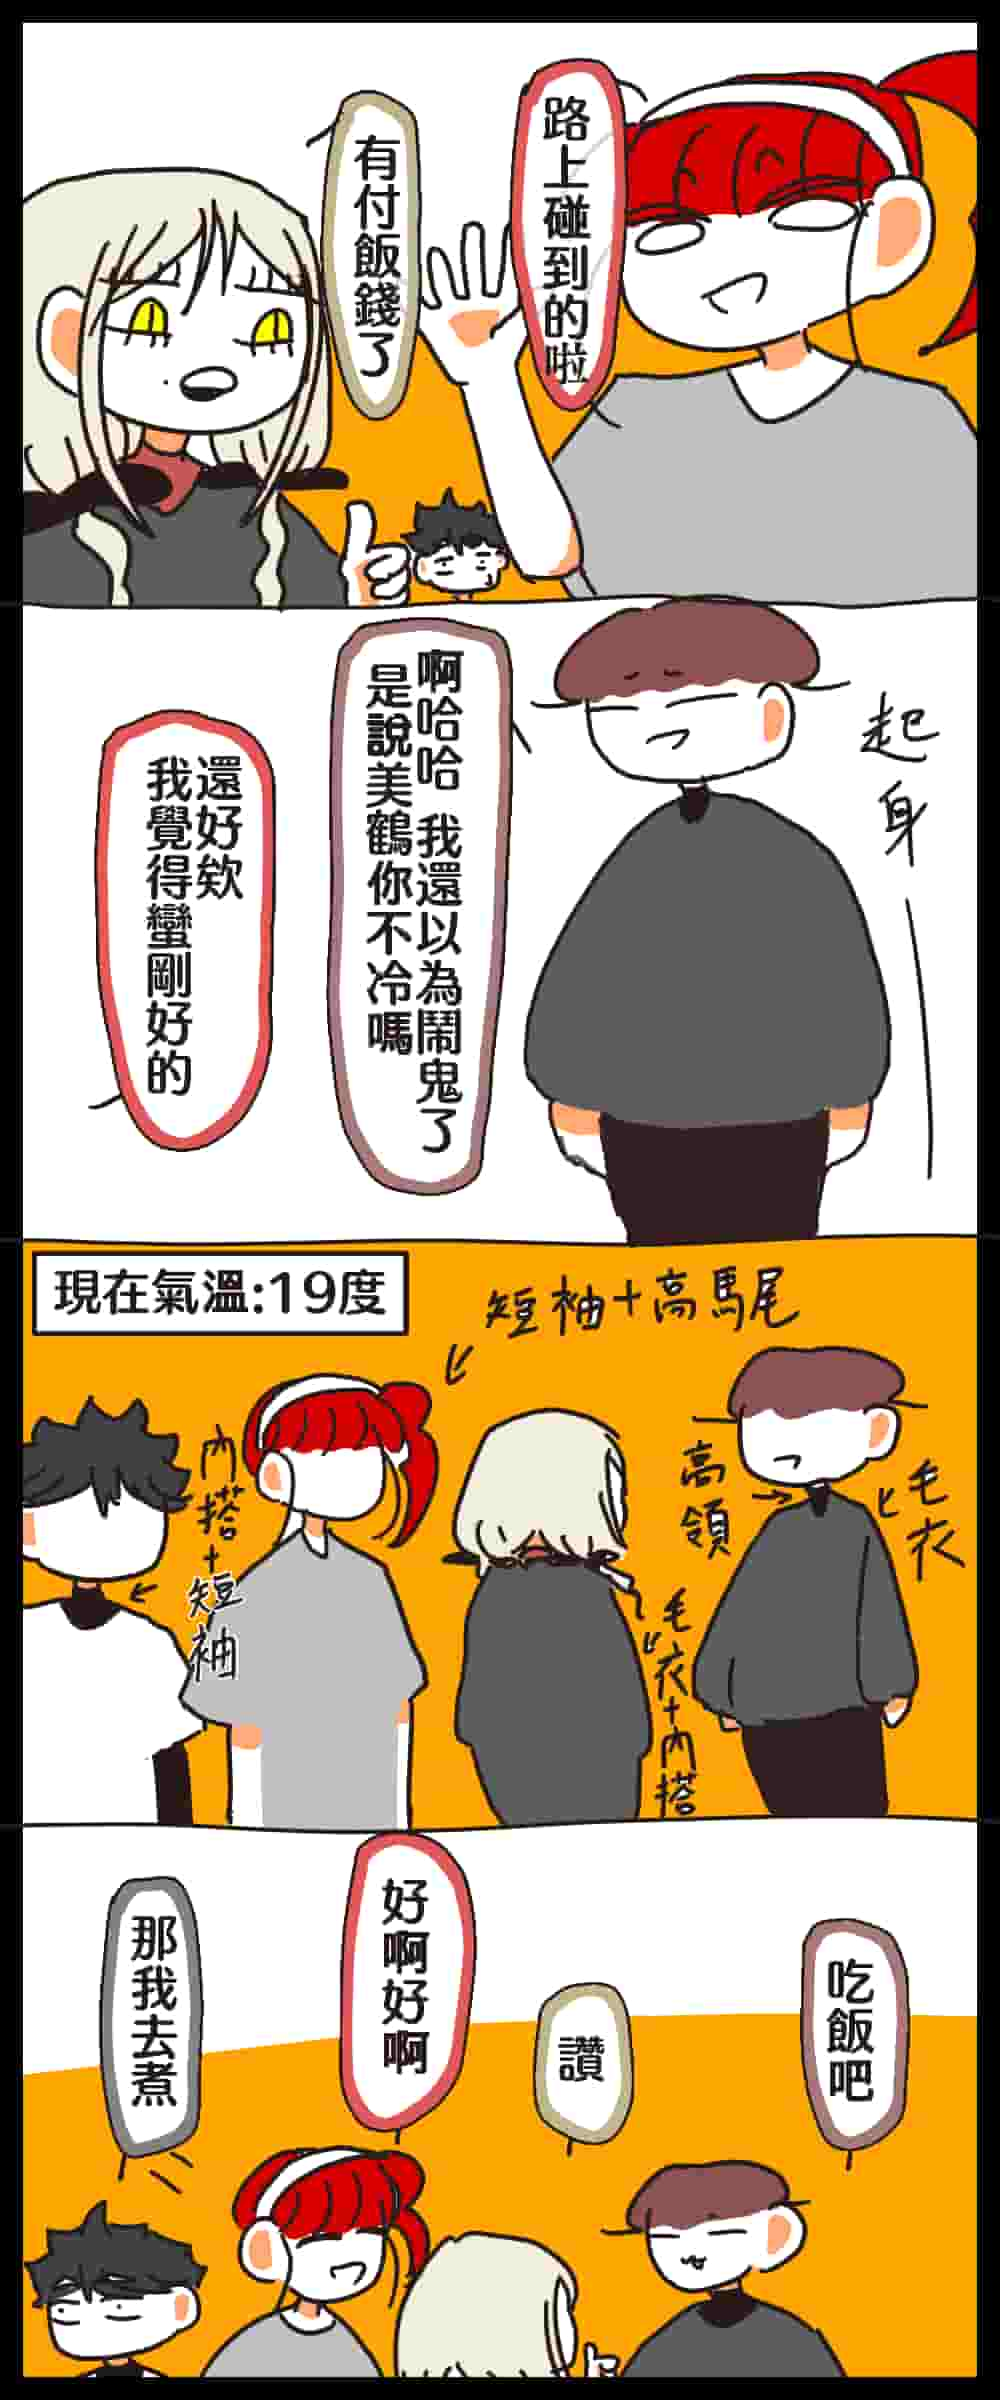 路上碰到的啦
有付飯錢了
起身
啊哈哈 我還以為鬧鬼了
是說美鶴你不冷嗎
還好欸
我覺得蠻剛好的
現在氣溫:19度
短袖+高馬尾
高領
毛衣
毛衣+內搭
內搭+短袖
吃飯吧
讚
好啊好啊
那我去煮